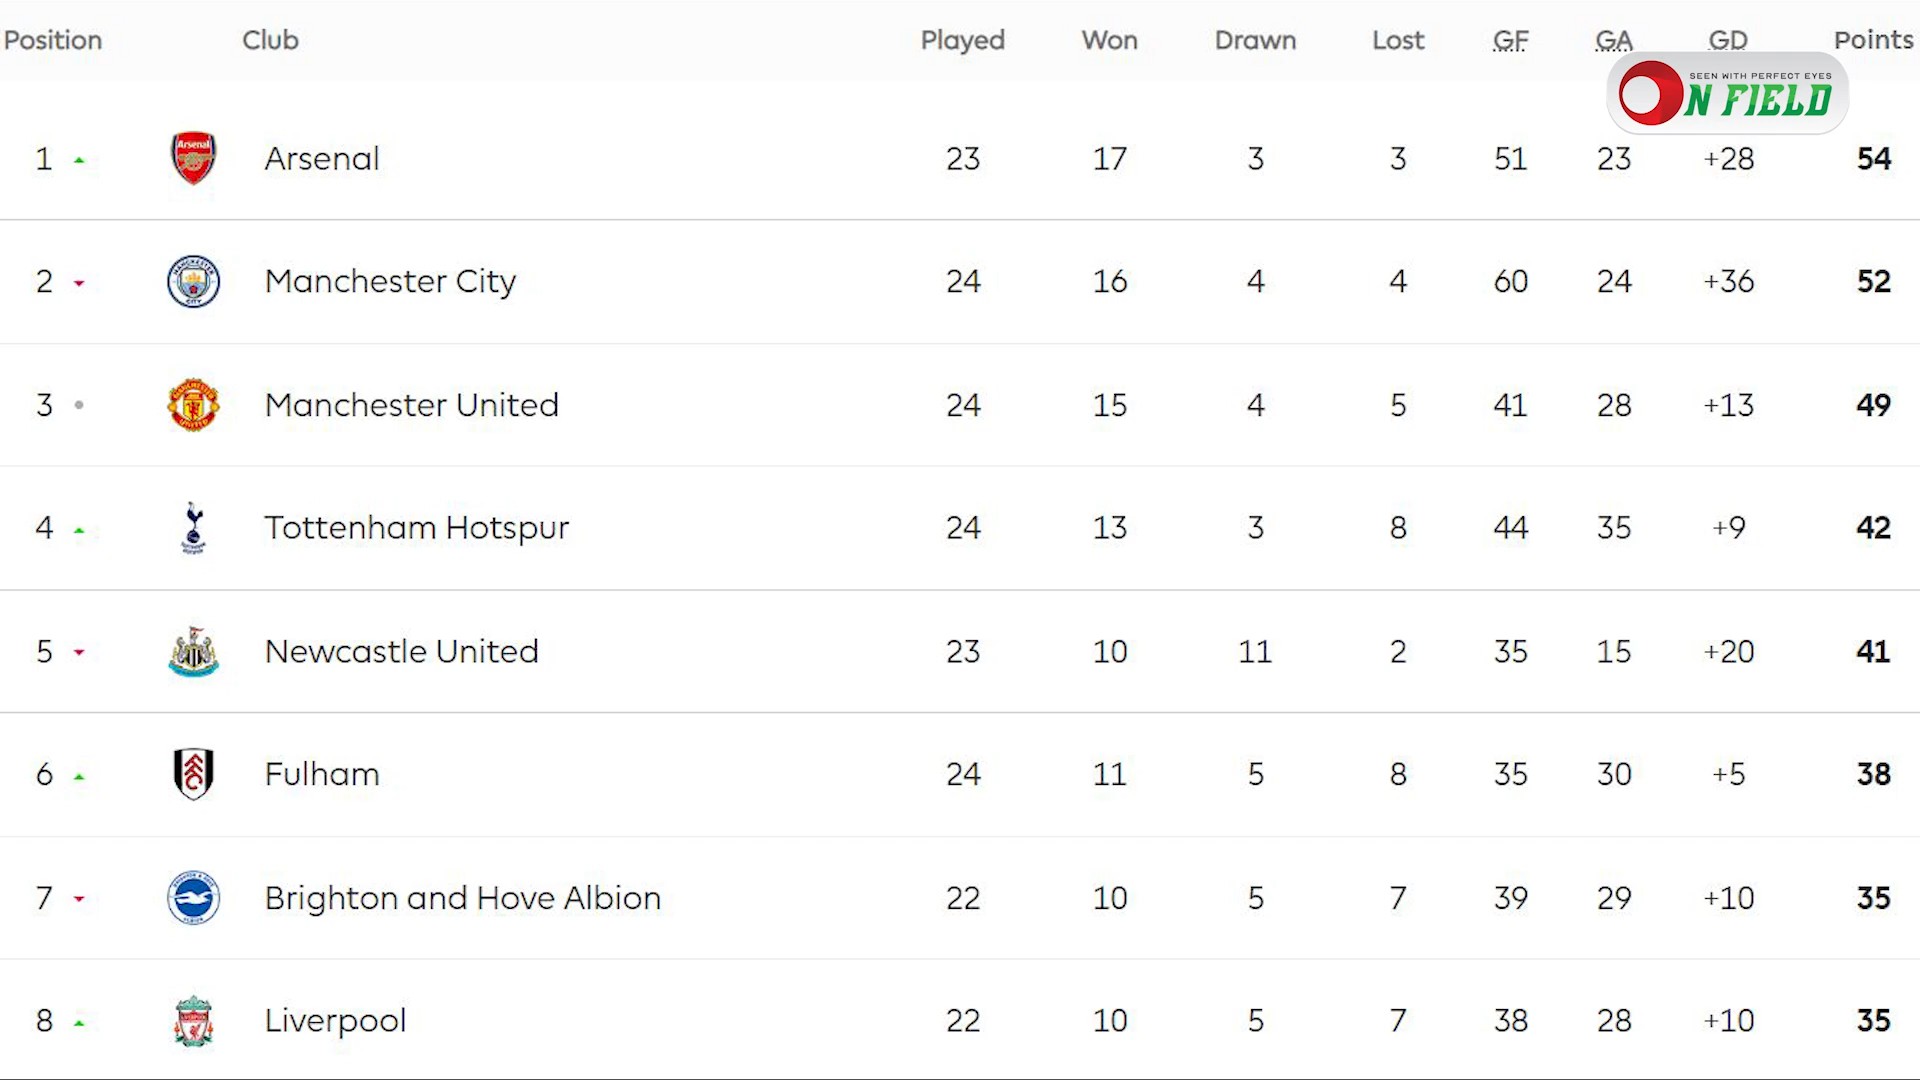 Position Club Played Won Drawn Lost GF GA GD Points
SEEN WITH PERFECT EYES
N FIELD
1 Arsenal 23 17 3 3 51 23 +28 54
2 Manchester City 24 16 4 4 60 24 +36 52
3 Manchester United 24 15 4 5 41 28 +13 49
4 Tottenham Hotspur 24 13 3 8 44 35 +9 42
5 Newcastle United 23 10 11 2 35 15 +20 41
6 Fulham 24 11 5 8 35 30 +5 38
7 Brighton and Hove Albion 22 10 5 7 39 29 +10 35
8 Liverpool 22 10 5 7 38 28 +10 35